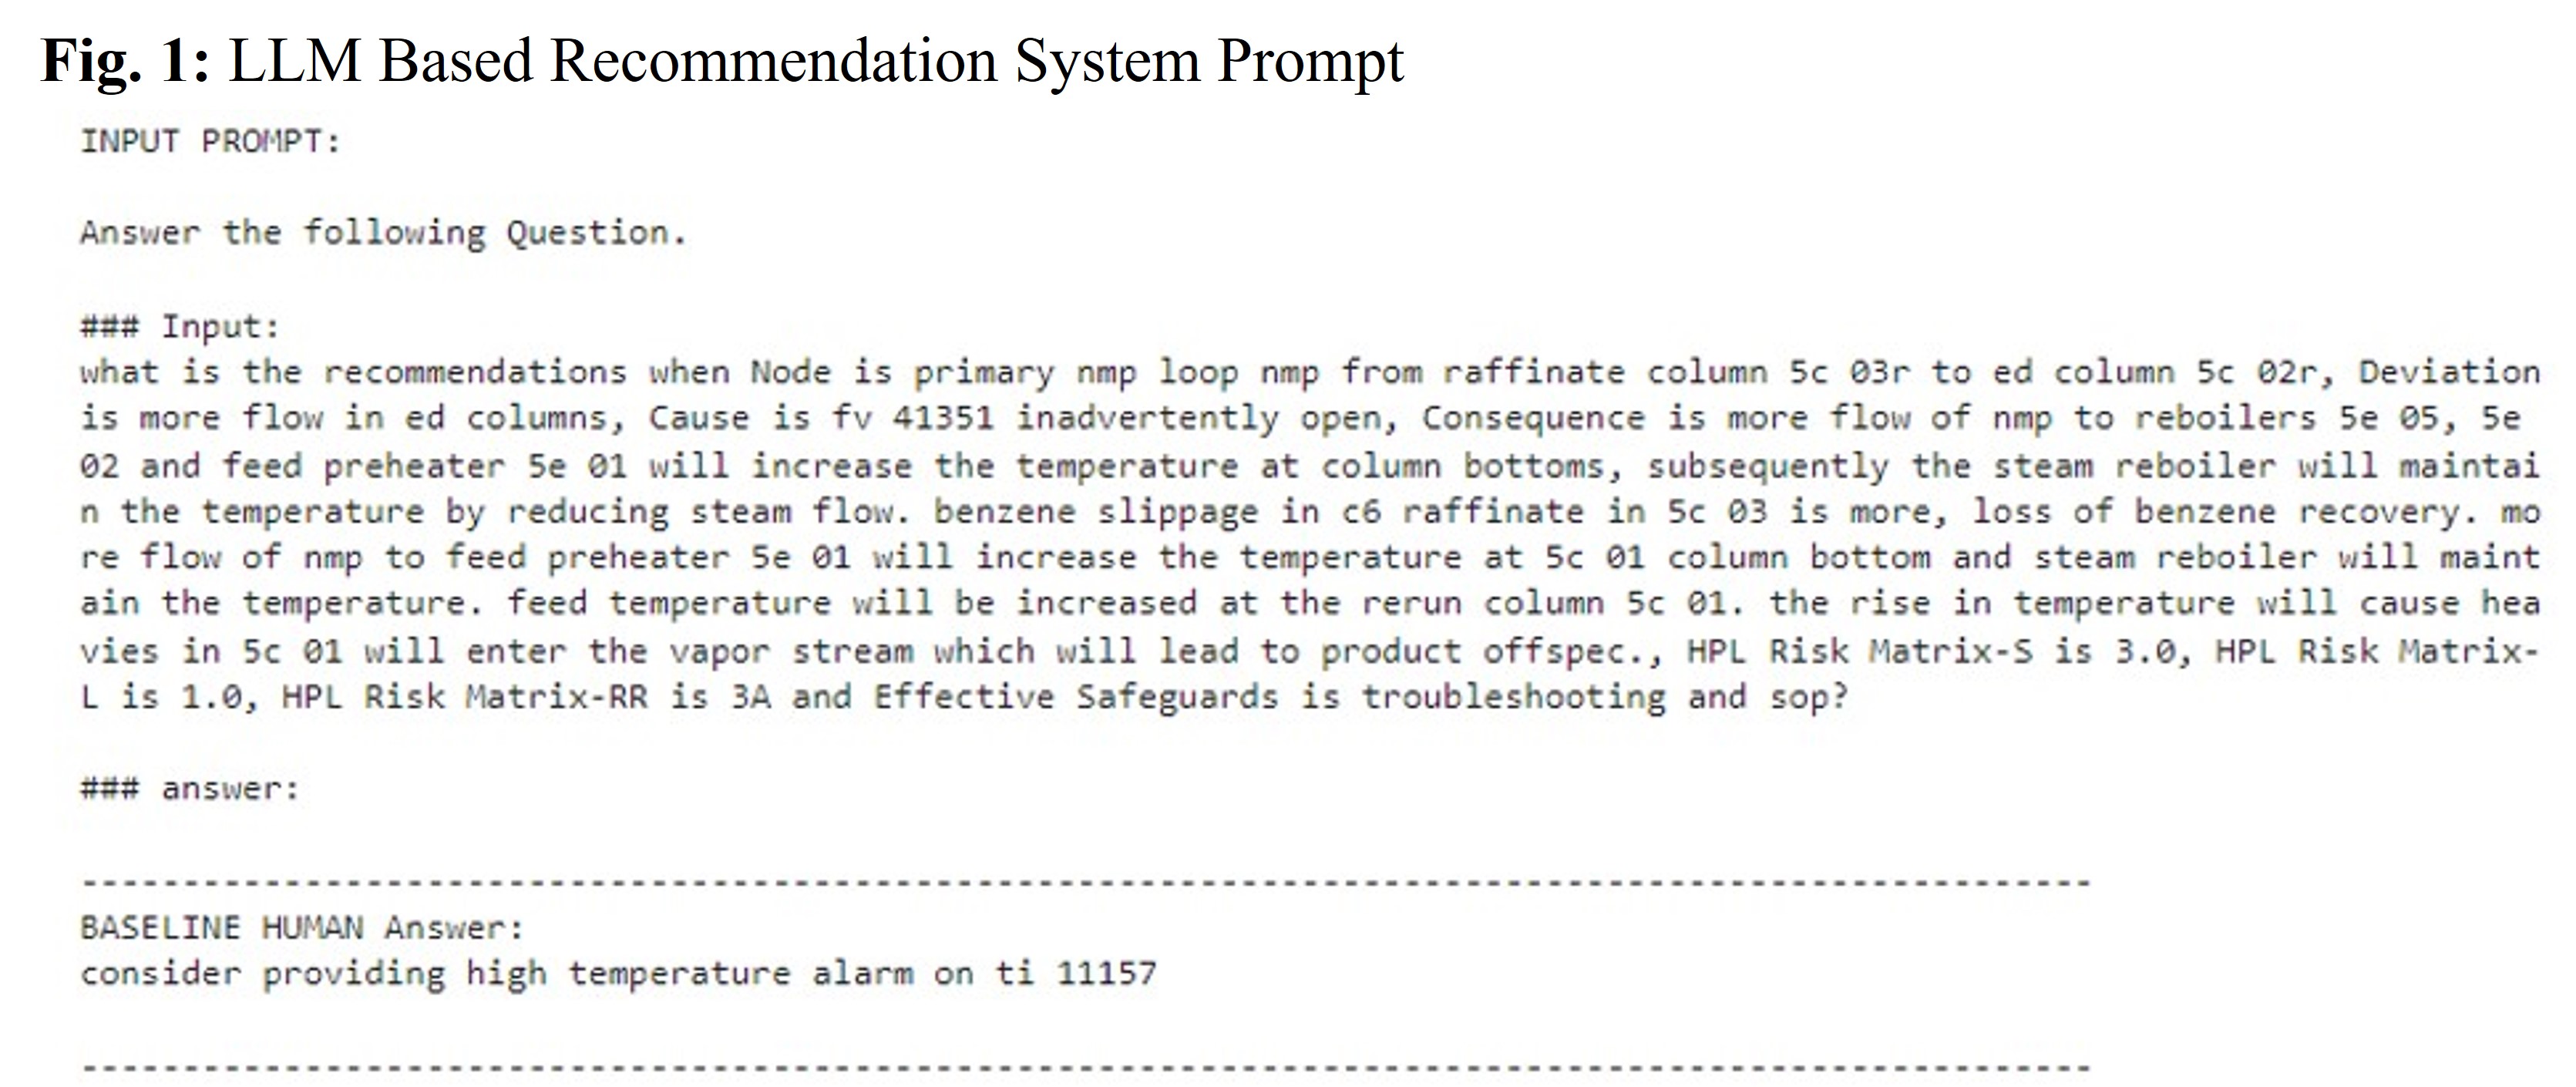 Fig. 1: LLM Based Recommendation System Prompt
INPUT PROMPT:
Answer the following Question.
### Input:
what is the recommendations when Node is primary nmp loop nmp from raffinate column 5c 03r to ed column 5c 02r, Deviation
is more flow in ed columns, Cause is fv 41351 inadvertently open, Consequence is more flow of nmp to reboilers 5e 05, 5e
02 and feed preheater 5e 01 will increase the temperature at column bottoms, subsequently the steam reboiler will maintai
n the temperature by reducing steam flow. benzene slippage in c6 raffinate in 5c 03 is more, loss of benzene recovery. mo
re flow of nmp to feed preheater 5e 01 will increase the temperature at 5c 01 column bottom and steam reboiler will maint
ain the temperature. feed temperature will be increased at the rerun column 5c 01. the rise in temperature will cause hea
vies in 5c 01 will enter the vapor stream which will lead to product offspec., HPL Risk Matrix-S is 3.0, HPL Risk Matrix-
L is 1.0, HPL Risk Matrix-RR is 3A and Effective Safeguards is troubleshooting and sop?
### answer:
---------------------------------------------------------------------------------------------------
BASELINE HUMAN Answer:
consider providing high temperature alarm on ti 11157
---------------------------------------------------------------------------------------------------